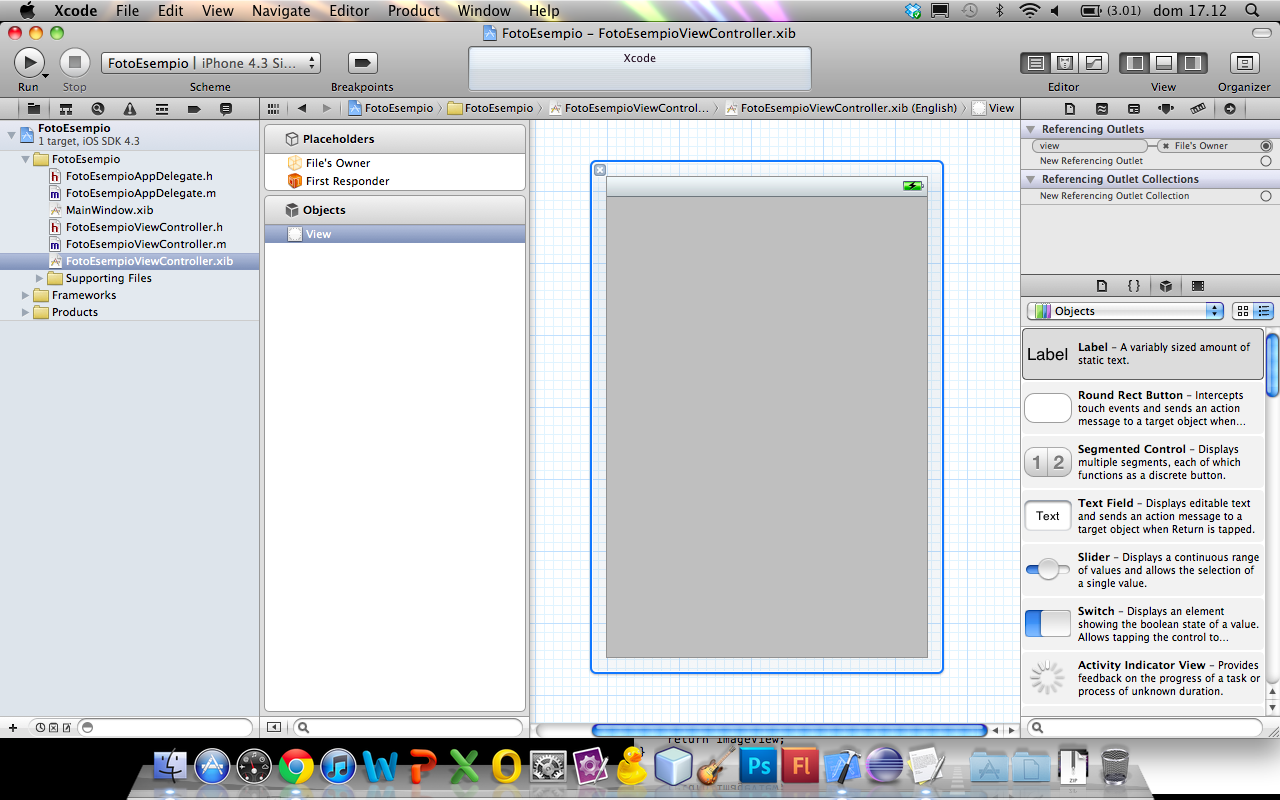 Xcode File Edit View Navigate Editor Product Window Help (3.01) dom 17.12
FotoEsempio – FotoEsempioViewController.xib
FotoEsempio | iPhone 4.3 Si...
Xcode
Run Stop Scheme Breakpoints Editor View Organizer
FotoEsempio FotoEsempio FotoEsempioViewControl... FotoEsempioViewController.xib (English) View
FotoEsempio
1 target, iOS SDK 4.3
FotoEsempio
FotoEsempioAppDelegate.h
FotoEsempioAppDelegate.m
MainWindow.xib
FotoEsempioViewController.h
FotoEsempioViewController.m
FotoEsempioViewController.xib
Supporting Files
Frameworks
Products
Placeholders
File's Owner
First Responder
Objects
View
Referencing Outlets
view File's Owner
New Referencing Outlet
Referencing Outlet Collections
New Referencing Outlet Collection
{ }
Objects
Label
Label – A variably sized amount of
static text.
Round Rect Button – Intercepts
touch events and sends an action
message to a target object when...
1 2
Segmented Control – Displays
multiple segments, each of which
functions as a discrete button.
Text
Text Field – Displays editable text
and sends an action message to a
target object when Return is tapped.
Slider – Displays a continuous range
of values and allows the selection of
a single value.
Switch – Displays an element
showing the boolean state of a value.
Allows tapping the control to...
Activity Indicator View – Provides
feedback on the progress of a task or
process of unknown duration.
return imageView;
Ps Fl
ZIP